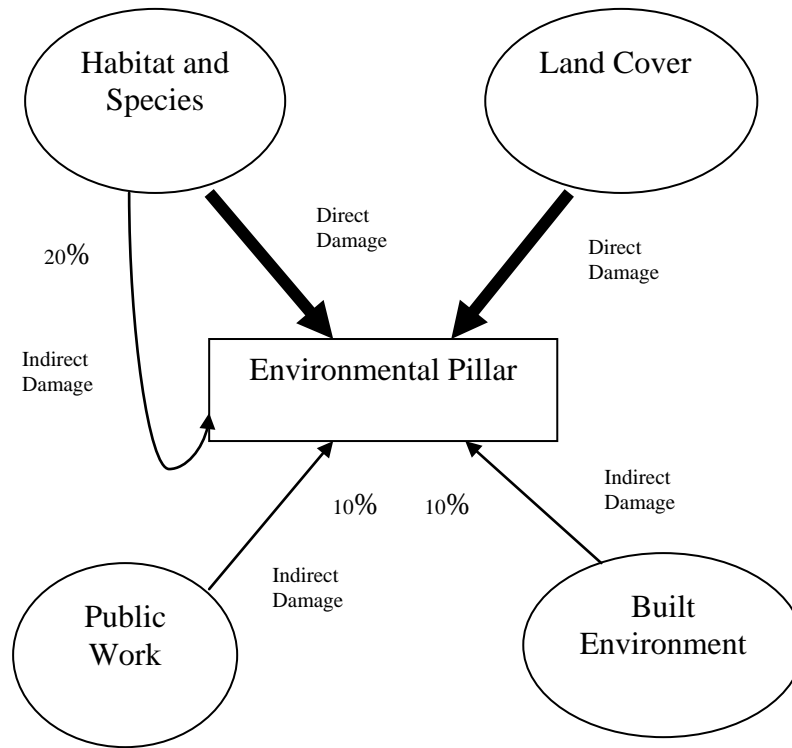 Habitat and
Species
Land Cover
Direct
Damage
20%
Direct
Damage
Indirect
Damage
Environmental Pillar
Indirect
Damage
10%
10%
Indirect
Damage
Public
Work
Built
Environment